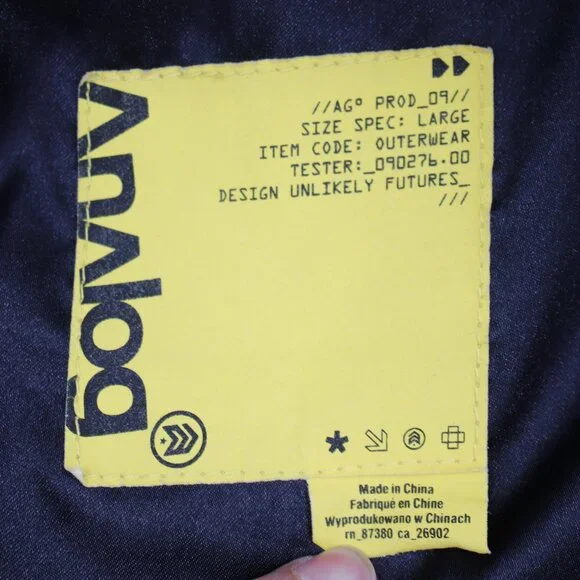 //AG° PROD_09//
SIZE SPEC: LARGE
ITEM CODE: OUTERWEAR
TESTER:_090276.00
DESIGN UNLIKELY FUTURES_
///
Made in China
Fabriqué en Chine
Wyprodukowano w Chinach
rn_87380 ca_26902